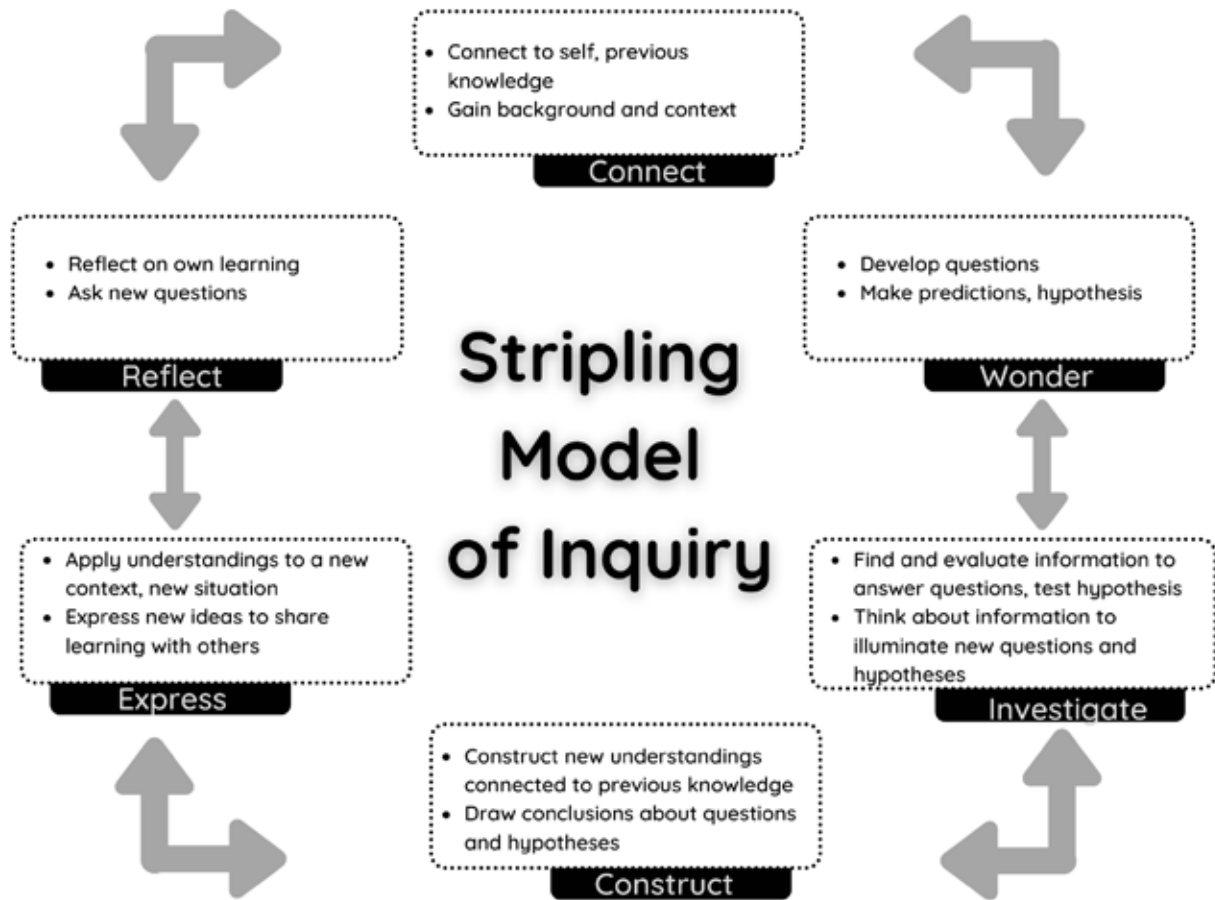 • Connect to self, previous
knowledge
• Gain background and context
Connect
• Reflect on own learning
• Ask new questions
Reflect
• Develop questions
• Make predictions, hypothesis
Wonder
Stripling
Model
of Inquiry
• Apply understandings to a new
context, new situation
• Express new ideas to share
learning with others
Express
• Find and evaluate information to
answer questions, test hypothesis
• Think about information to
illuminate new questions and
hypotheses
Investigate
• Construct new understandings
connected to previous knowledge
• Draw conclusions about questions
and hypotheses
Construct